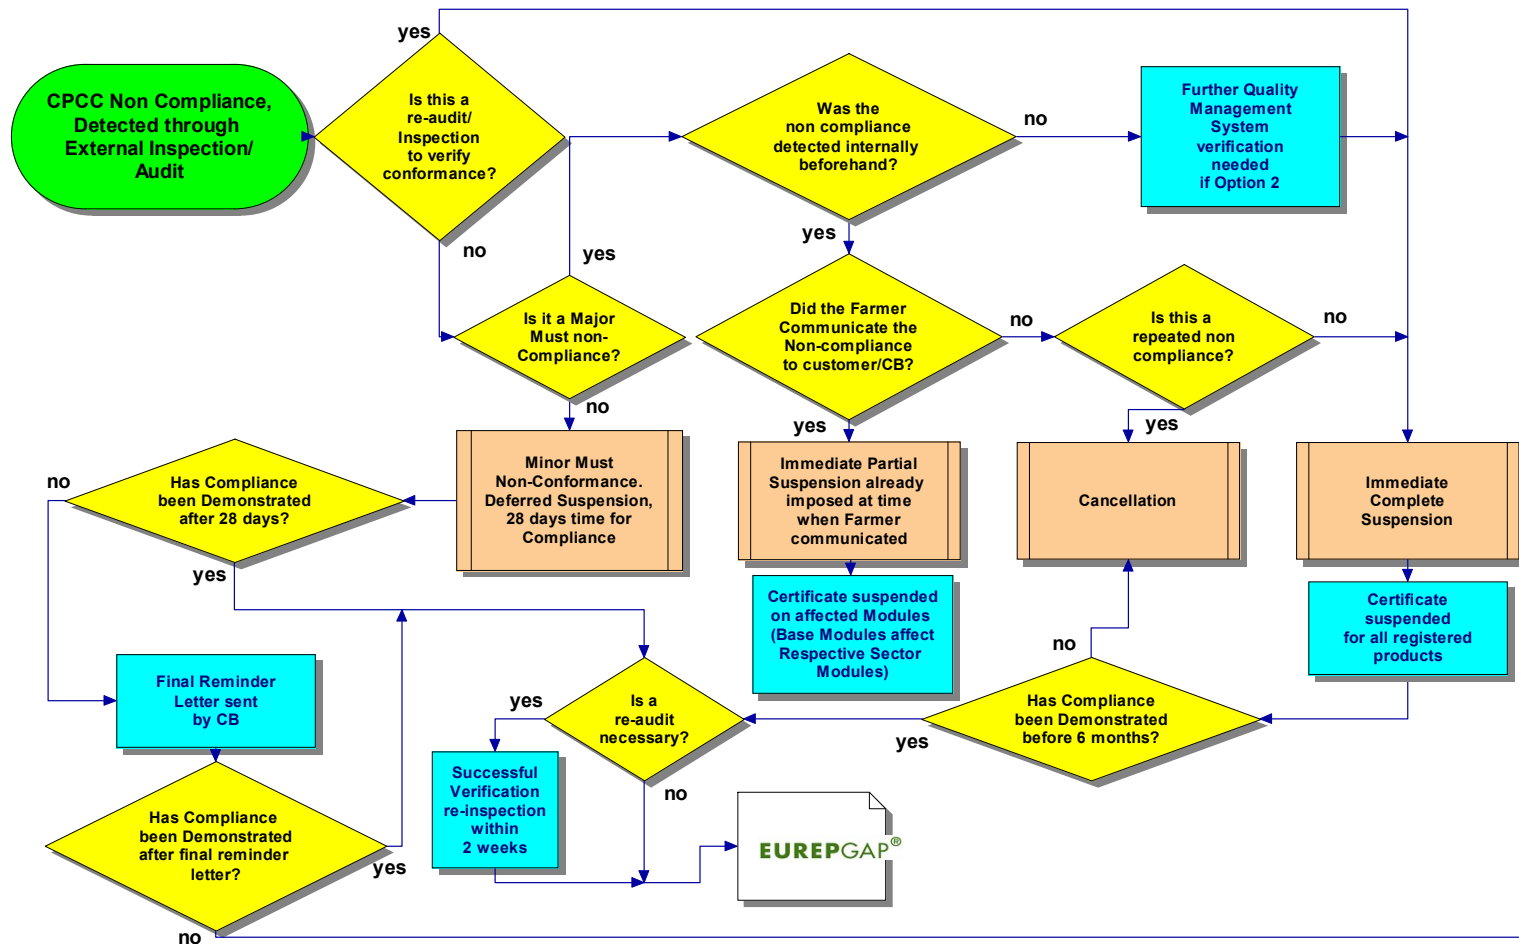 yes
CPCC Non Compliance,
Detected through
External Inspection/
Audit
Is this a
re-audit/
Inspection
to verify
conformance?
no
yes
Was the
non compliance
detected internally
beforehand?
no
Further Quality
Management
System
verification
needed
if Option 2
yes
Is it a Major
Must non-
Compliance?
no
Did the Farmer
Communicate the
Non-compliance
to customer/CB?
no
Is this a
repeated non
compliance?
no
yes
yes
Has Compliance
been Demonstrated
after 28 days?
no
yes
Minor Must
Non-Conformance.
Deferred Suspension,
28 days time for
Compliance
Immediate Partial
Suspension already
imposed at time
when Farmer
communicated
Cancellation
Immediate
Complete
Suspension
Certificate suspended
on affected Modules
(Base Modules affect
Respective Sector
Modules)
Certificate
suspended
for all registered
products
no
Final Reminder
Letter sent
by CB
yes
Is a
re-audit
necessary?
no
Has Compliance
been Demonstrated
before 6 months?
yes
Successful
Verification
re-inspection
within
2 weeks
Has Compliance
been Demonstrated
after final reminder
letter?
yes
no
EUREPGAP®